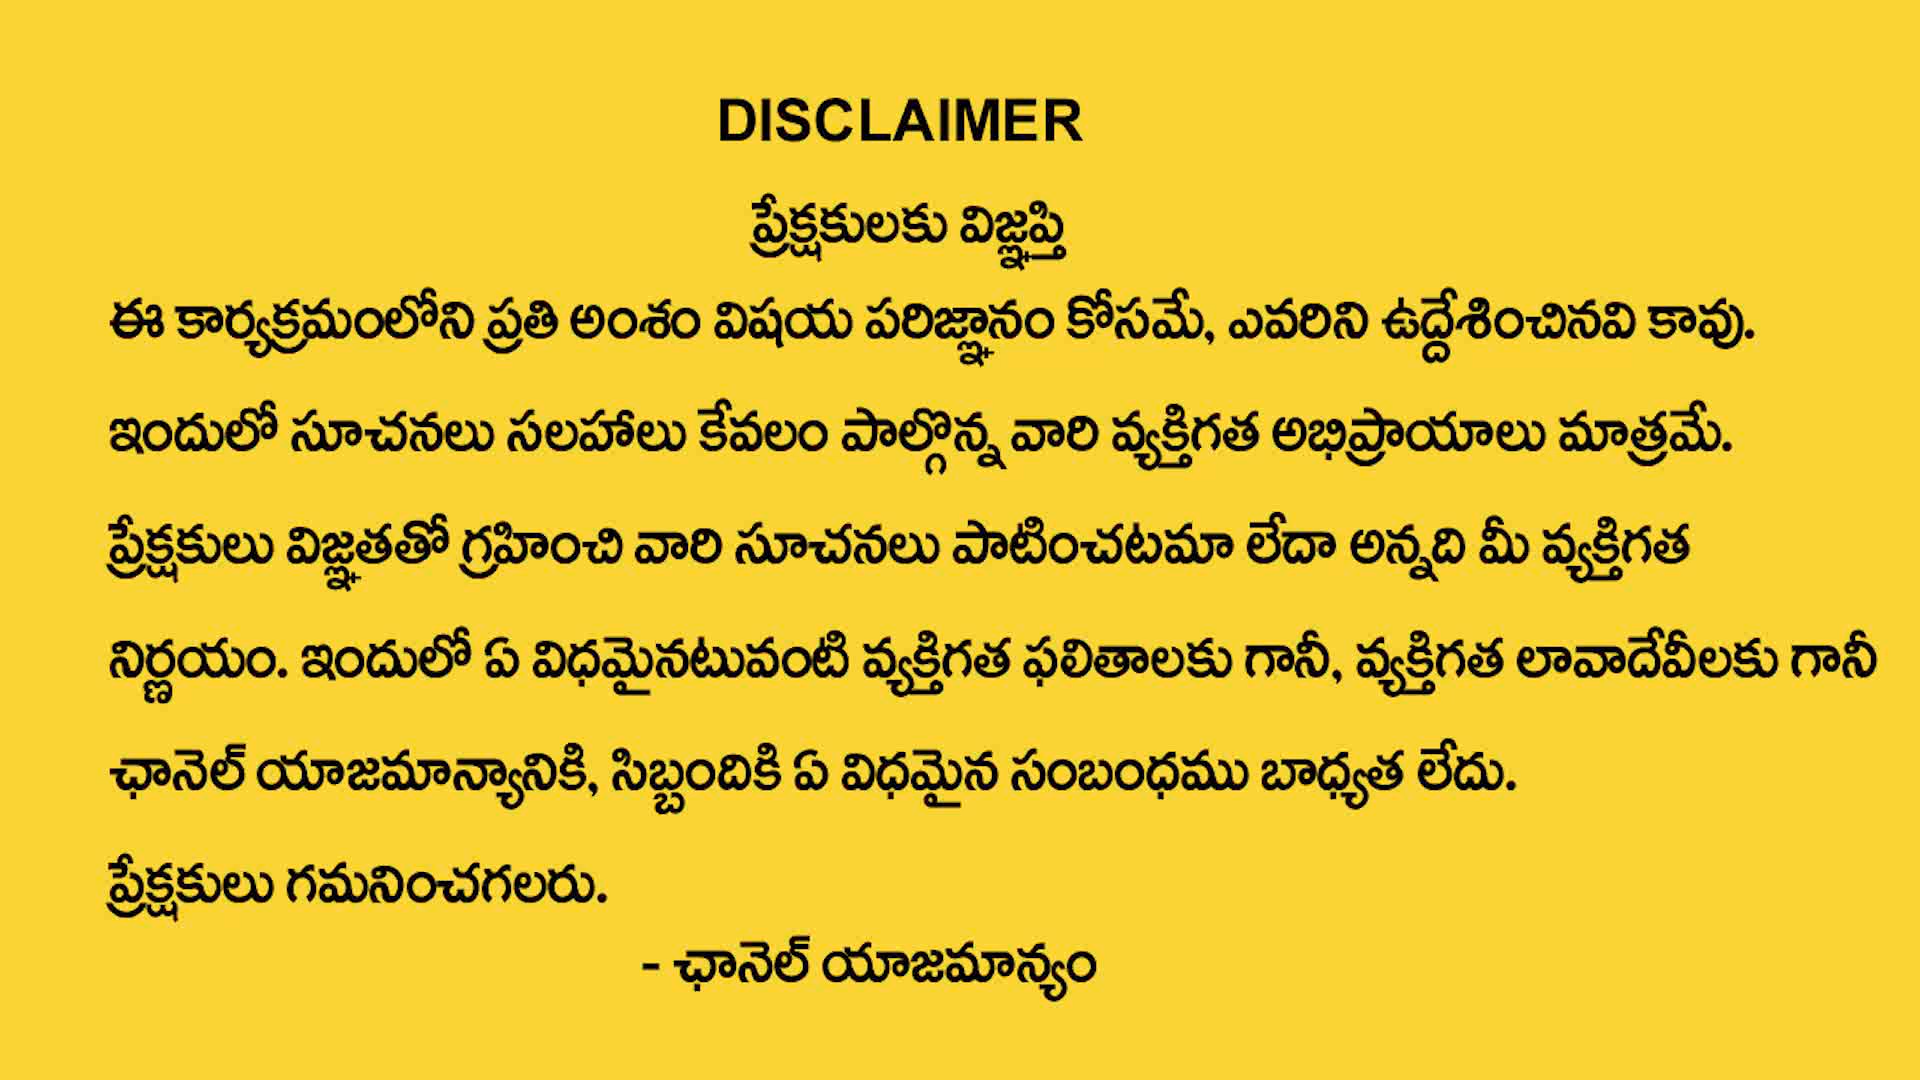 DISCLAIMER
ప్రేక్షకులకు విజ్ఞప్తి
ఈ కార్యక్రమంలోని ప్రతి అంశం విషయ పరిజ్ఞానం కోసమే, ఎవరిని ఉద్దేశించినవి కావు.
ఇందులో సూచనలు సలహాలు కేవలం పాల్గొన్న వారి వ్యక్తిగత అభిప్రాయాలు మాత్రమే.
ప్రేక్షకులు విజ్ఞతతో గ్రహించి వారి సూచనలు పాటించటమా లేదా అన్నది మీ వ్యక్తిగత
నిర్ణయం. ఇందులో ఏ విధమైనటువంటి వ్యక్తిగత ఫలితాలకు గానీ, వ్యక్తిగత లావాదేవీలకు గానీ
ఛానెల్ యాజమాన్యానికి, సిబ్బందికి ఏ విధమైన సంబంధము బాధ్యత లేదు.
ప్రేక్షకులు గమనించగలరు.
- ఛానెల్ యాజమాన్యం